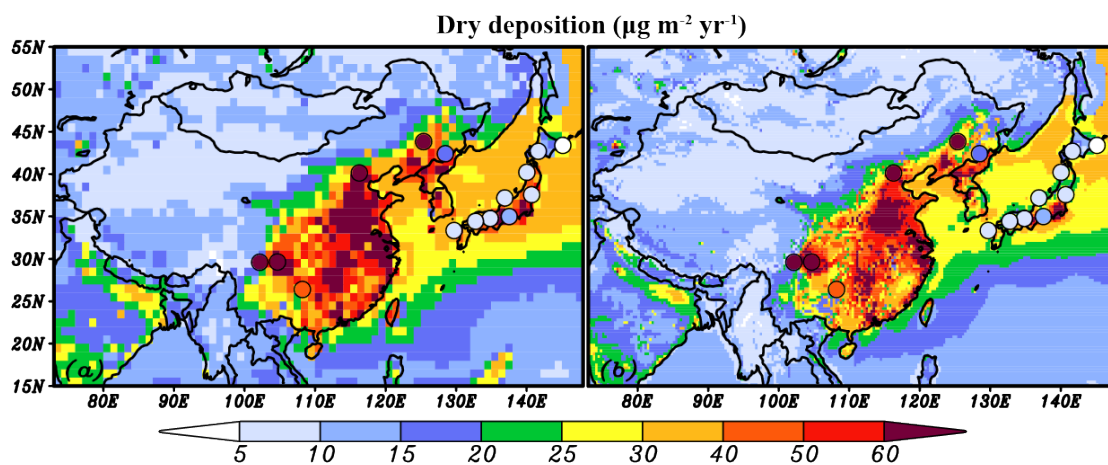 Dry deposition (μg m⁻² yr⁻¹)
55N
50N
45N
40N
35N
30N
25N
20N
15N
(a)
(b)
80E 90E 100E 110E 120E 130E 140E
80E 90E 100E 110E 120E 130E 140E
5 10 15 20 25 30 40 50 60